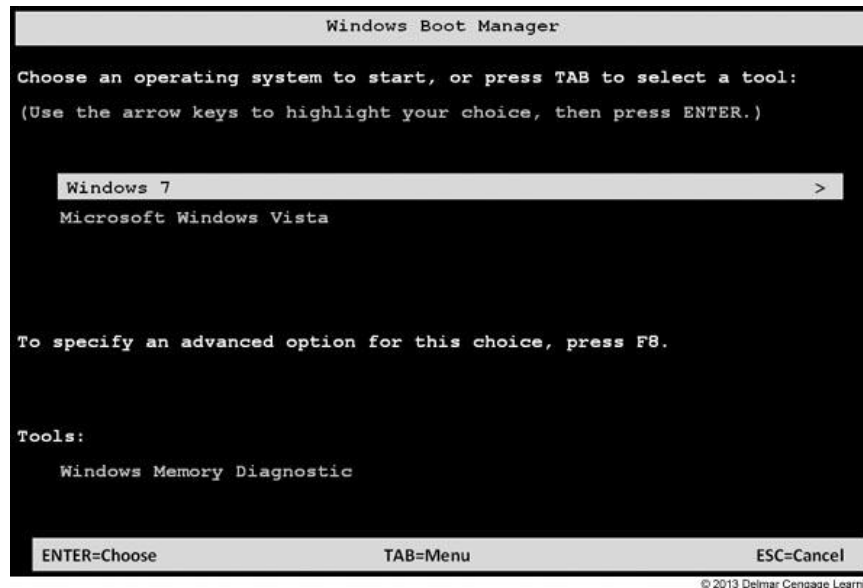 Windows Boot Manager
Choose an operating system to start, or press TAB to select a tool:
(Use the arrow keys to highlight your choice, then press ENTER.)
Windows 7 >
Microsoft Windows Vista
To specify an advanced option for this choice, press F8.
Tools:
Windows Memory Diagnostic
ENTER=Choose TAB=Menu ESC=Cancel
© 2013 Delmar Cengage Learn